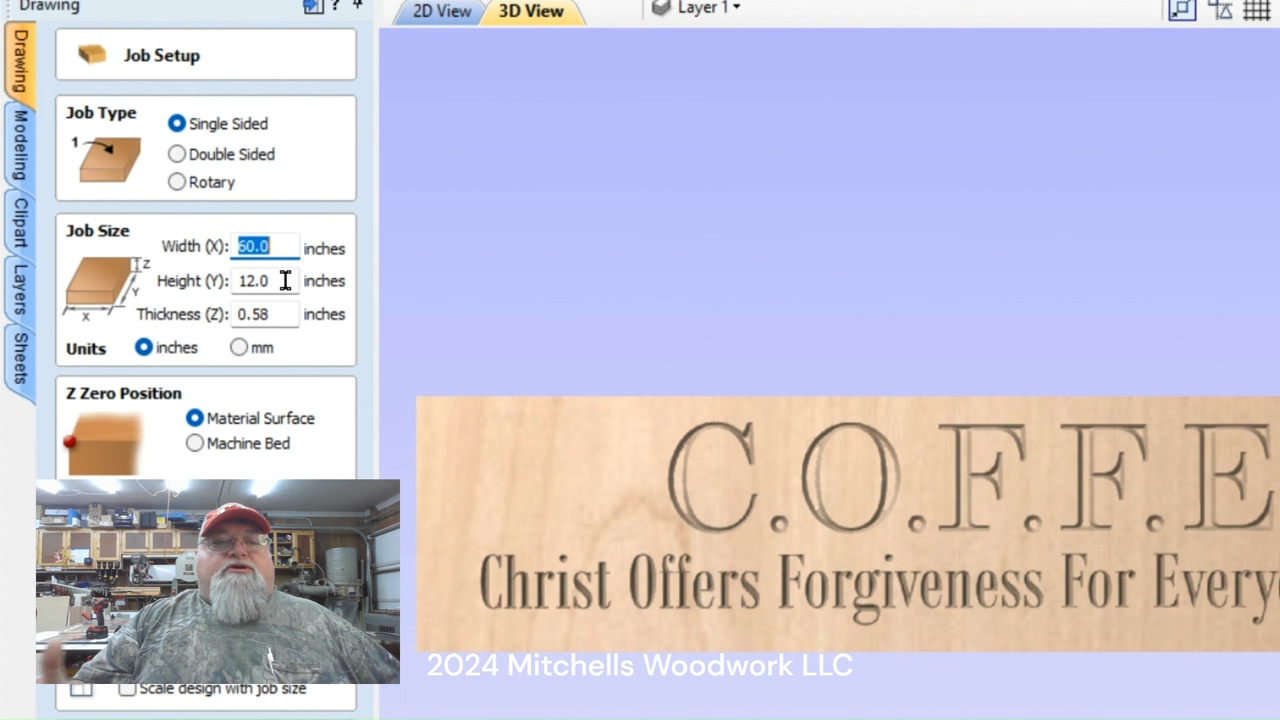 Drawing
?
2D View
3D View
Layer 1
Drawing
Modeling
Clipart
Layers
Sheets
Job Setup
Job Type
1
Single Sided
Double Sided
Rotary
Job Size
Z
Y
X
Width (X): 60.0 inches
Height (Y): 12.0 inches
Thickness (Z): 0.58 inches
Units inches mm
Z Zero Position
Material Surface
Machine Bed
Scale design with job size
C.O.F.F.E
Christ Offers Forgiveness For Every
2024 Mitchells Woodwork LLC